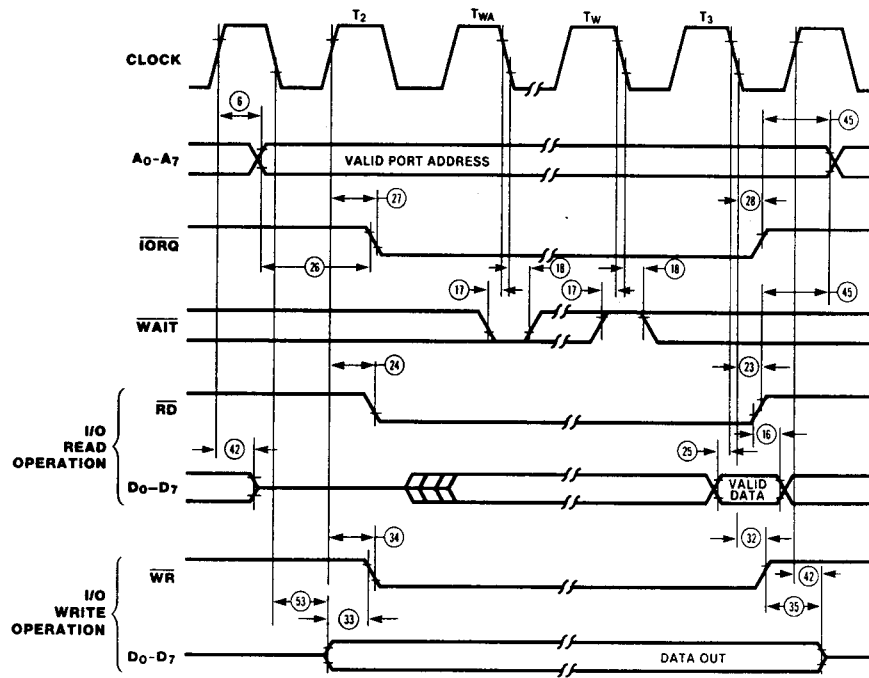 T2 TWA TW T3
CLOCK
6 45
A0–A7 VALID PORT ADDRESS
27 28
IORQ
26 18 18
17 17 45
WAIT
24 23
RD
I/O READ OPERATION
42 16
25
D0–D7 VALID DATA
34 32
WR
I/O WRITE OPERATION
42
53 33 35
D0–D7 DATA OUT